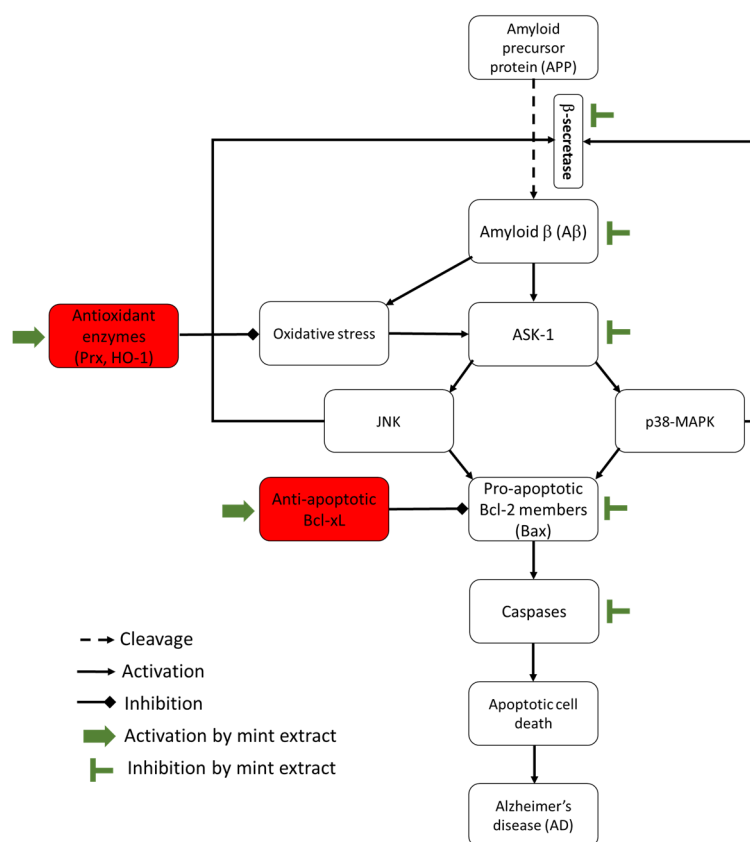 Amyloid
precursor
protein (APP)
β-secretase
Amyloid β (Aβ)
Antioxidant
enzymes
(Prx, HO-1)
Oxidative stress
ASK-1
JNK
p38-MAPK
Anti-apoptotic
Bcl-xL
Pro-apoptotic
Bcl-2 members
(Bax)
Caspases
Cleavage
Activation
Inhibition
Activation by mint extract
Inhibition by mint extract
Apoptotic cell
death
Alzheimer's
disease (AD)